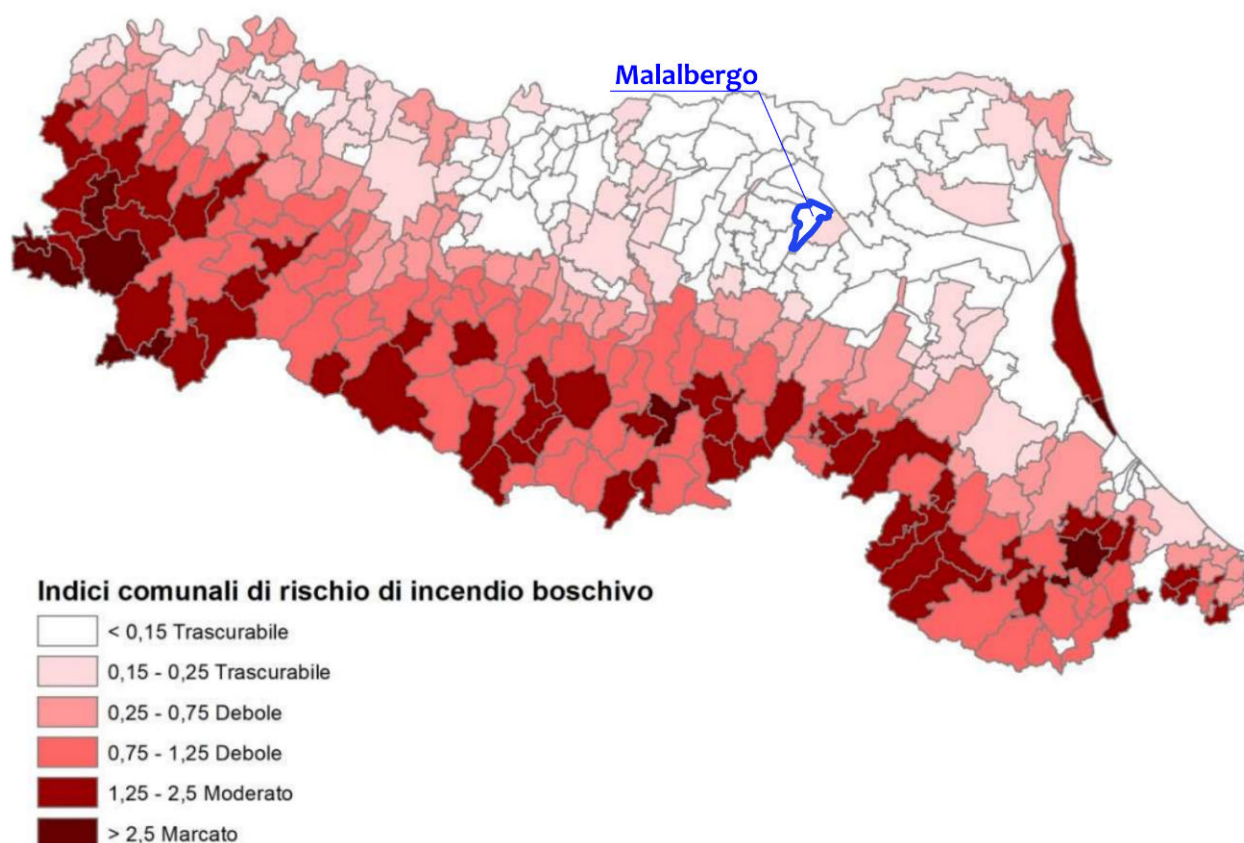 Malalbergo
Indici comunali di rischio di incendio boschivo
< 0,15 Trascurabile
0,15 - 0,25 Trascurabile
0,25 - 0,75 Debole
0,75 - 1,25 Debole
1,25 - 2,5 Moderato
> 2,5 Marcato